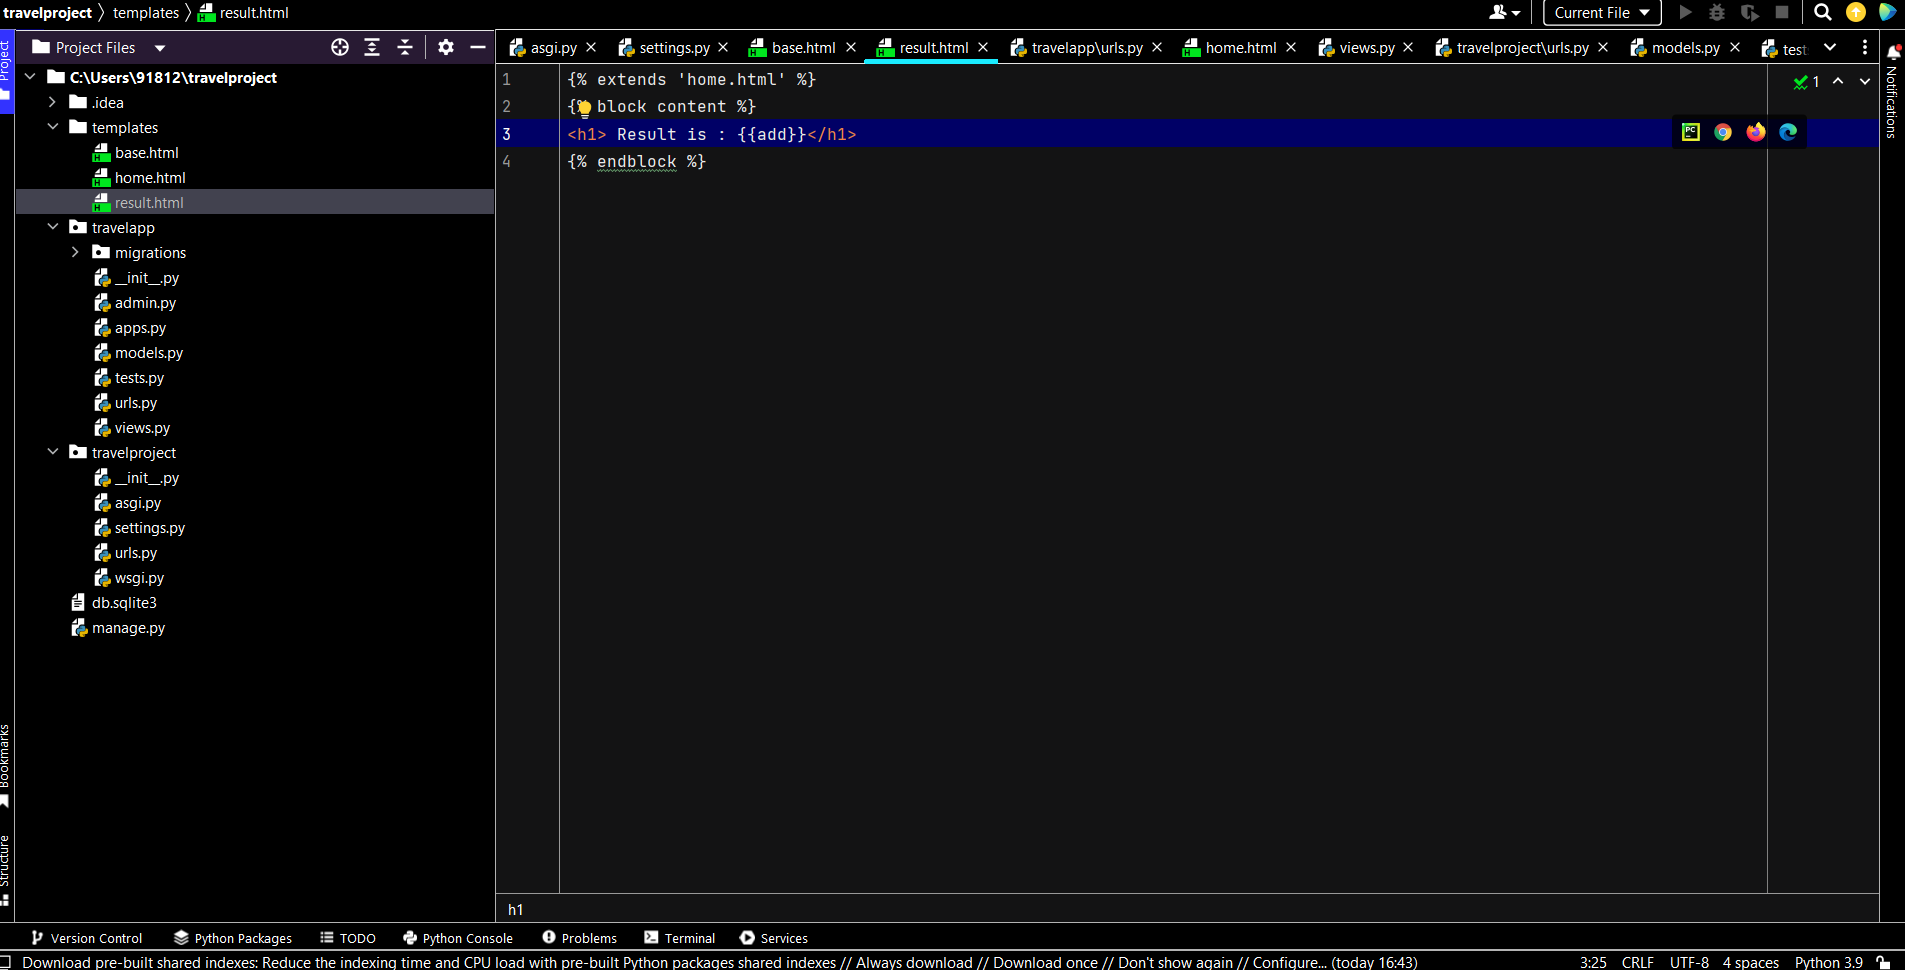 travelproject templates result.html Current File
Project Files
asgi.py settings.py base.html result.html travelapp\urls.py home.html views.py travelproject\urls.py models.py test
C:\Users\91812\travelproject
.idea
templates
base.html
home.html
result.html
travelapp
migrations
__init__.py
admin.py
apps.py
models.py
tests.py
urls.py
views.py
travelproject
__init__.py
asgi.py
settings.py
urls.py
wsgi.py
db.sqlite3
manage.py
1 {% extends 'home.html' %}
2 {% block content %}
3 <h1> Result is : {{add}}</h1>
4 {% endblock %}
1
PC
h1
Project
Bookmarks
Structure
Notifications
Version Control Python Packages TODO Python Console Problems Terminal Services
Download pre-built shared indexes: Reduce the indexing time and CPU load with pre-built Python packages shared indexes // Always download // Download once // Don't show again // Configure... (today 16:43) 3:25 CRLF UTF-8 4 spaces Python 3.9